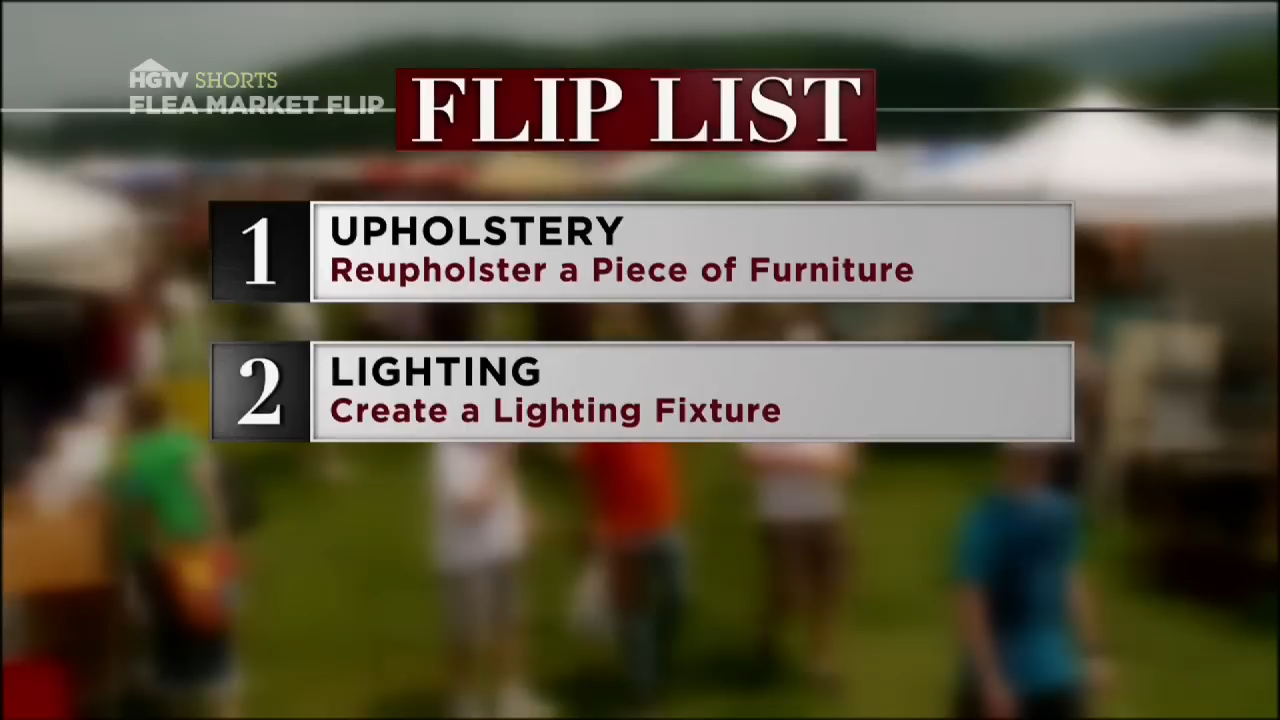 HGTV SHORTS
FLEA MARKET FLIP
FLIP LIST
1
UPHOLSTERY
Reupholster a Piece of Furniture
2
LIGHTING
Create a Lighting Fixture